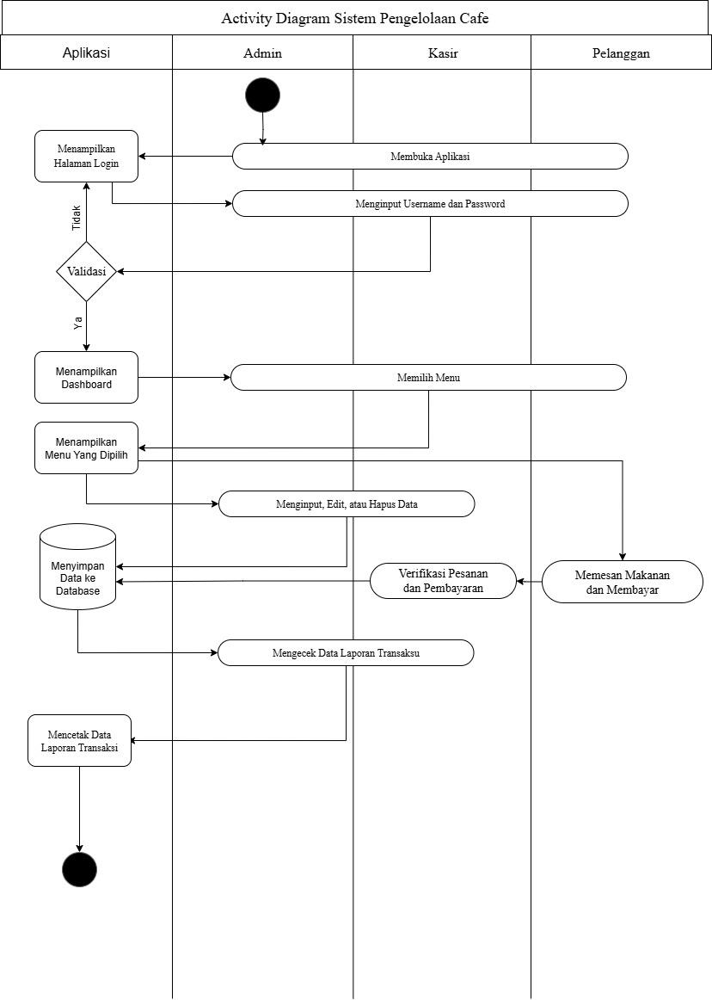 Activity Diagram Sistem Pengelolaan Cafe
Aplikasi
Admin
Kasir
Pelanggan
Menampilkan
Halaman Login
Membuka Aplikasi
Menginput Username dan Password
Tidak
Validasi
Ya
Menampilkan
Dashboard
Memilih Menu
Menampilkan
Menu Yang Dipilih
Menginput, Edit, atau Hapus Data
Menyimpan
Data ke
Database
Verifikasi Pesanan
dan Pembayaran
Memesan Makanan
dan Membayar
Mengecek Data Laporan Transaksu
Mencetak Data
Laporan Transaksi